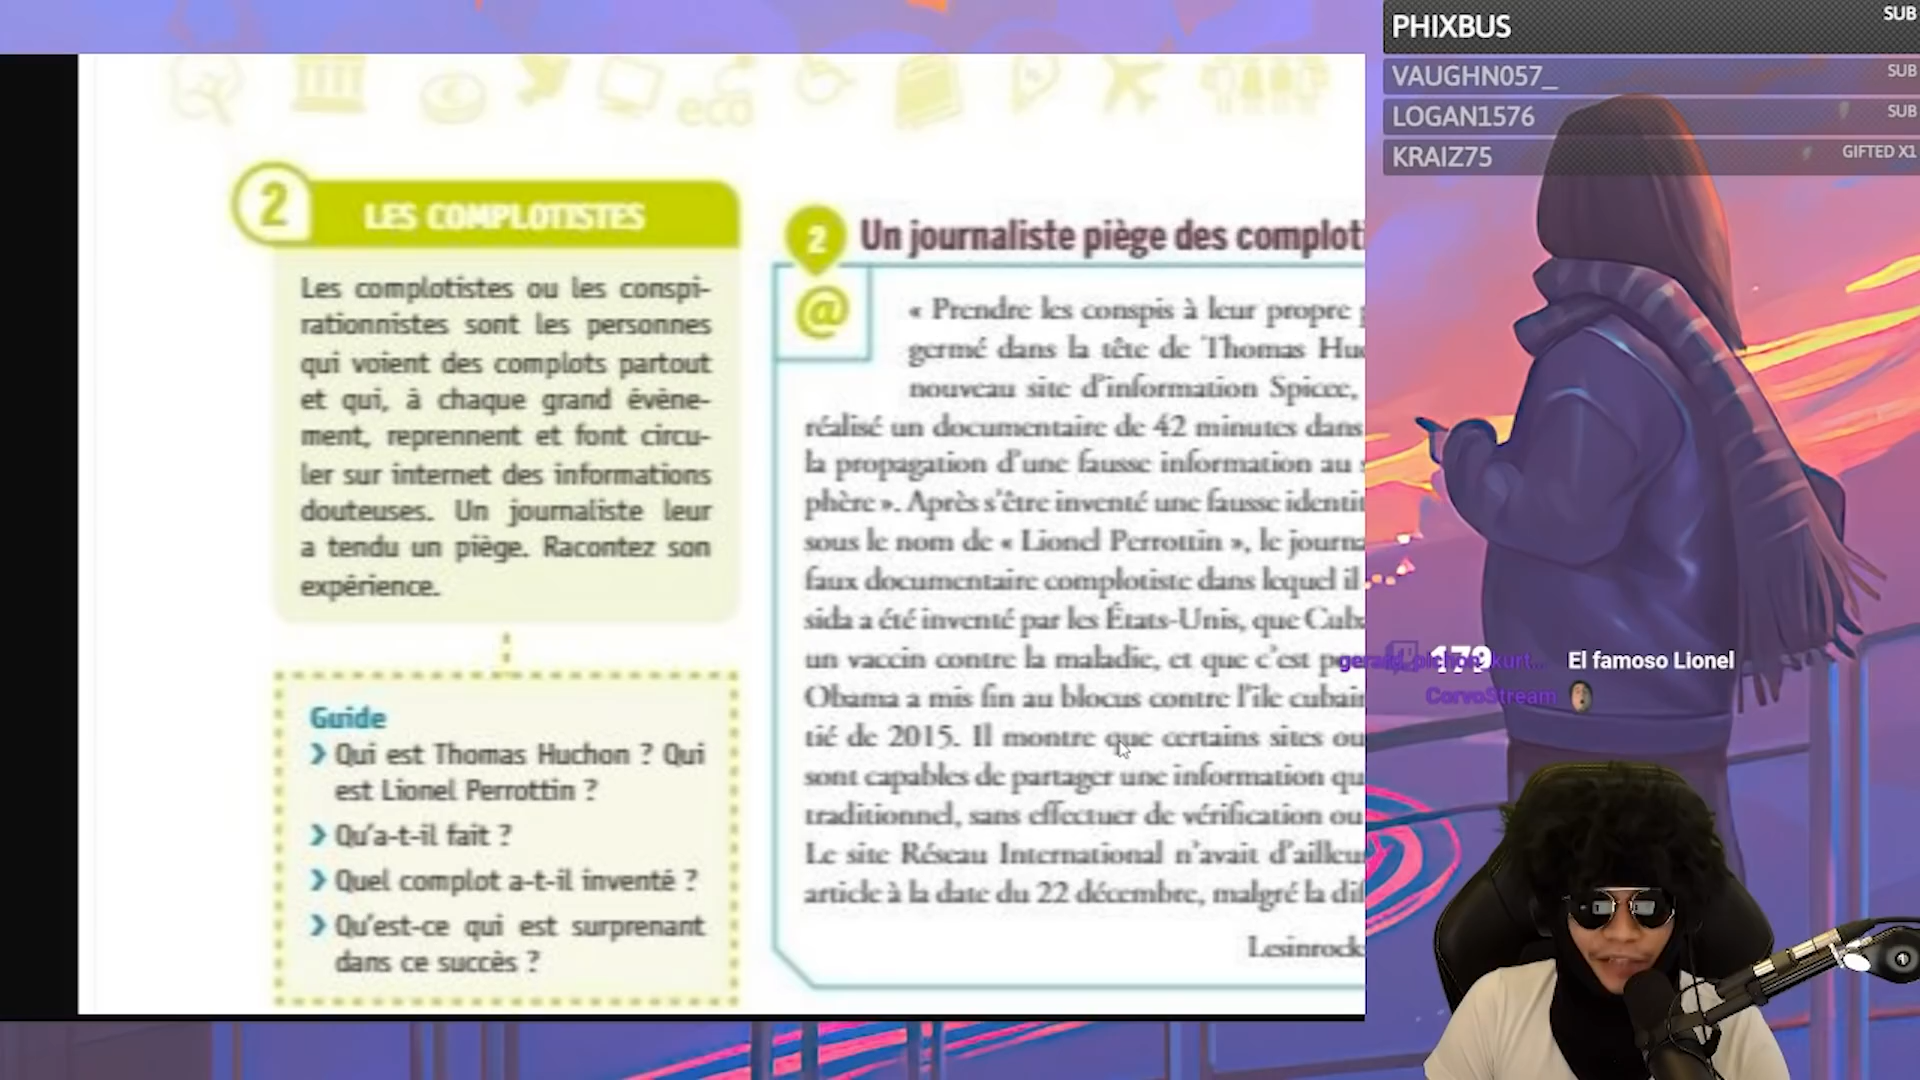 eco
2
LES COMPLOTISTES
Les complotistes ou les conspi-
rationnistes sont les personnes
qui voient des complots partout
et qui, à chaque grand évène-
ment, reprennent et font circu-
ler sur internet des informations
douteuses. Un journaliste leur
a tendu un piège. Racontez son
expérience.
Guide
Qui est Thomas Huchon ? Qui
est Lionel Perrottin ?
Qu'a-t-il fait ?
Quel complot a-t-il inventé ?
Qu'est-ce qui est surprenant
dans ce succès ?
2 Un journaliste piège des comploti
@
« Prendre les conspis à leur propre
germé dans la tête de Thomas Huc
nouveau site d'information Spicee,
réalisé un documentaire de 42 minutes dans
la propagation d'une fausse information au
phère ». Après s'être inventé une fausse identit
sous le nom de « Lionel Perrottin », le journa
faux documentaire complotiste dans lequel il
sida a été inventé par les États-Unis, que Cuba
un vaccin contre la maladie, et que c'est p
Obama a mis fin au blocus contre l'île cubain
tié de 2015. Il montre que certains sites ou
sont capables de partager une information qu
traditionnel, sans effectuer de vérification ou
Le site Réseau International n'avait d'ailleu
article à la date du 22 décembre, malgré la dif
Lesinrock
PHIXBUS SUB
VAUGHN057_ SUB
LOGAN1576 SUB
KRAIZ75 GIFTED X1
179
El famoso Lionel
CorvoStream